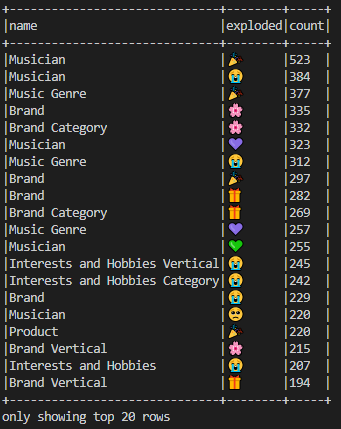 +------------------------------+--------+-----+
|name                          |exploded|count|
+------------------------------+--------+-----+
|Musician                      |🎉      |523  |
|Musician                      |😭      |384  |
|Music Genre                   |🎉      |377  |
|Brand                         |🌸      |335  |
|Brand Category                |🌸      |332  |
|Musician                      |💜      |323  |
|Music Genre                   |😭      |312  |
|Brand                         |🎉      |297  |
|Brand                         |🎁      |282  |
|Brand Category                |🎁      |269  |
|Music Genre                   |💜      |257  |
|Musician                      |💚      |255  |
|Interests and Hobbies Vertical|😭      |245  |
|Interests and Hobbies Category|😭      |242  |
|Brand                         |😭      |229  |
|Musician                      |🥺      |220  |
|Product                       |🎉      |220  |
|Brand Vertical                |🌸      |215  |
|Interests and Hobbies         |😭      |207  |
|Brand Vertical                |🎁      |194  |
+------------------------------+--------+-----+
only showing top 20 rows